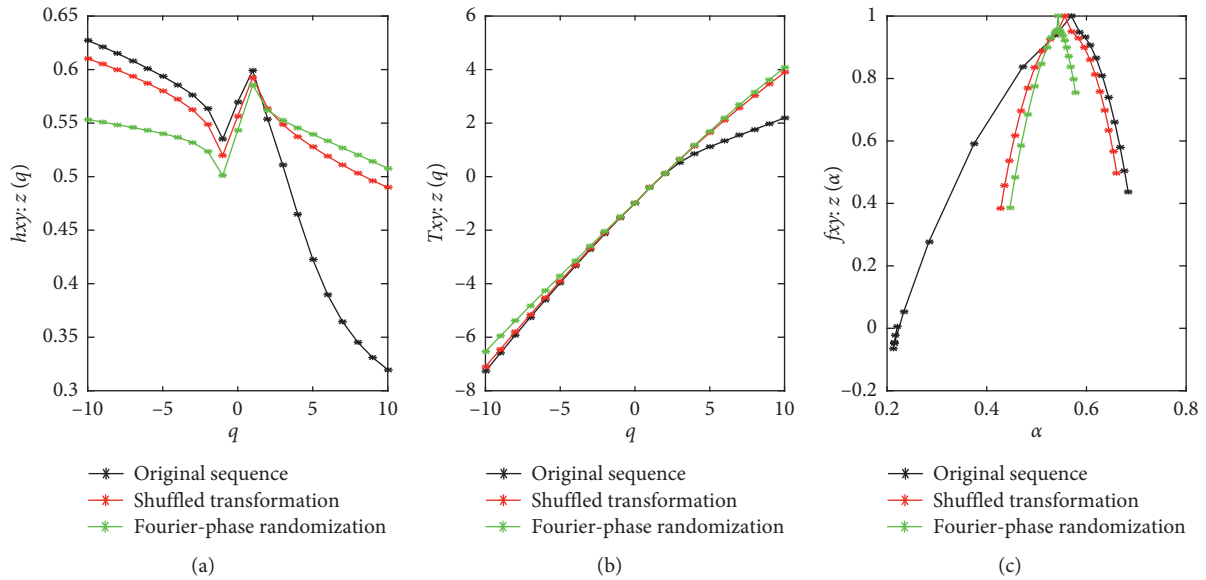 0.65
0.6
0.55
0.5
0.45
0.4
0.35
0.3
hxy: z (q)
–10 –5 0 5 10
q
Original sequence
Shuffled transformation
Fourier-phase randomization
(a)
6
4
2
0
–2
–4
–6
–8
Txy: z (q)
–10 –5 0 5 10
q
Original sequence
Shuffled transformation
Fourier-phase randomization
(b)
1
0.8
0.6
0.4
0.2
0
–0.2
fxy: z (α)
0.2 0.4 0.6 0.8
α
Original sequence
Shuffled transformation
Fourier-phase randomization
(c)